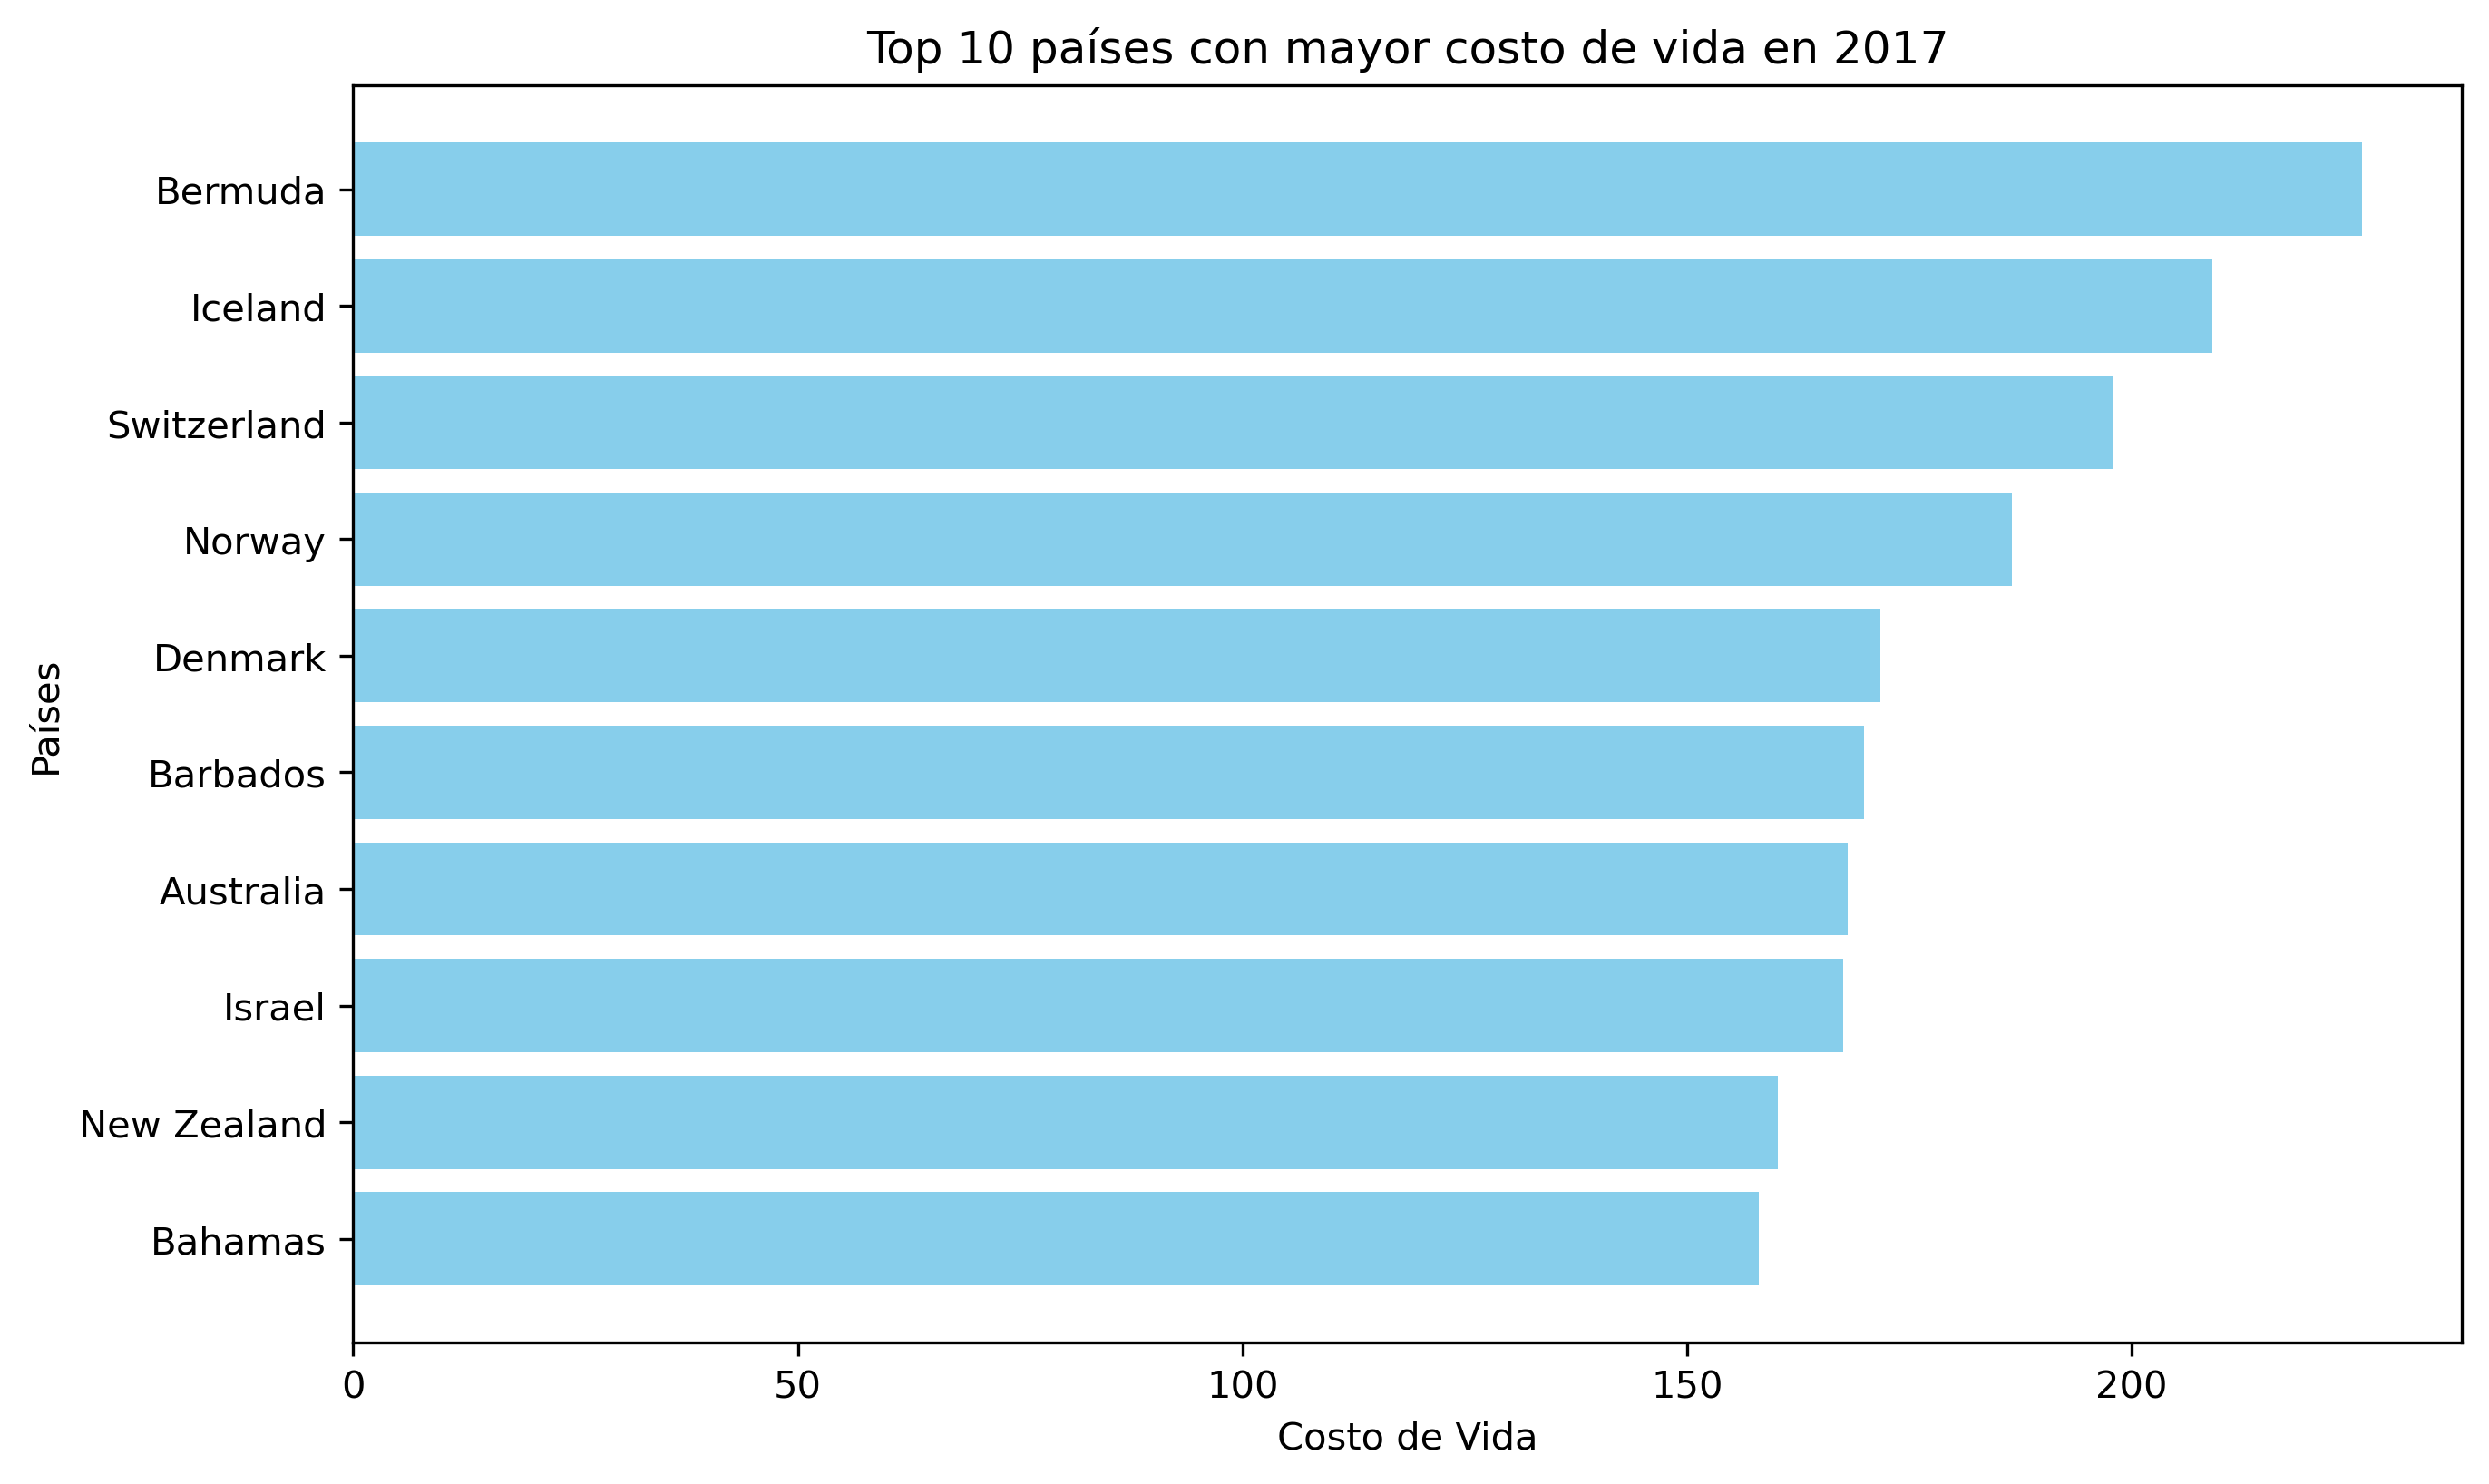 Top 10 países con mayor costo de vida en 2017
Países
Bermuda
Iceland
Switzerland
Norway
Denmark
Barbados
Australia
Israel
New Zealand
Bahamas
0 50 100 150 200
Costo de Vida